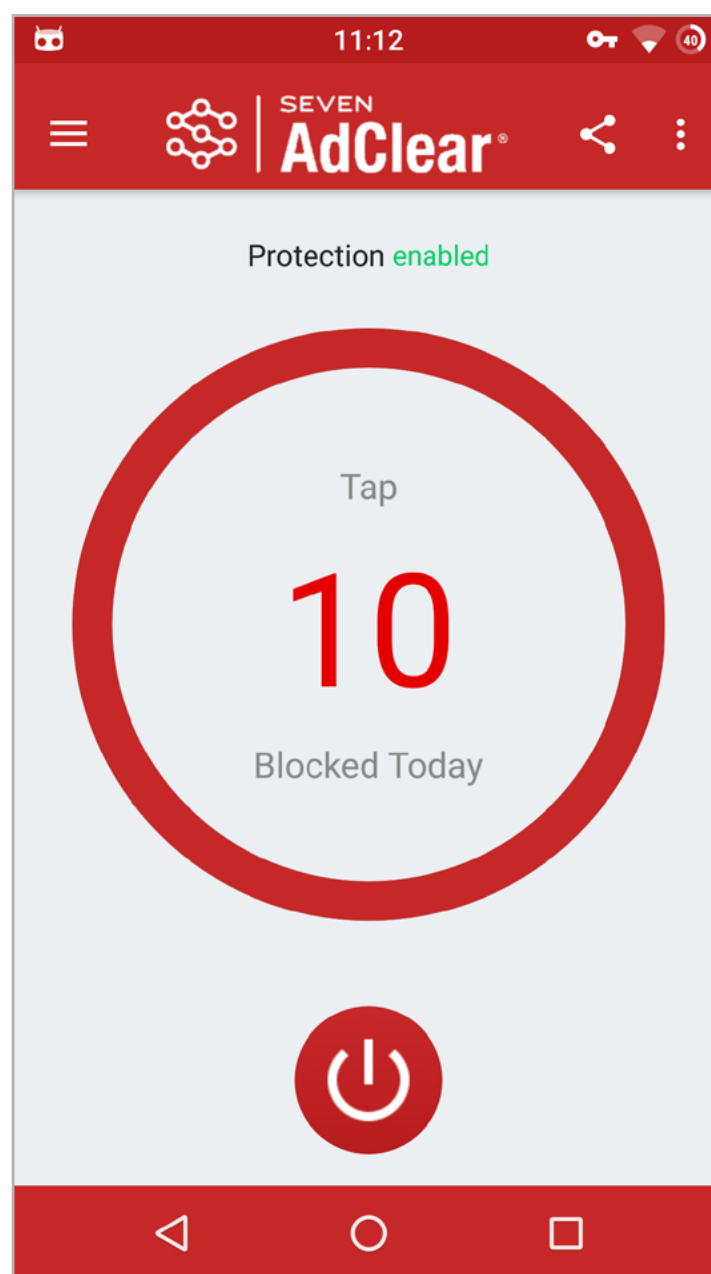 11:12
40
SEVEN
AdClear®
Protection enabled
Tap
10
Blocked Today